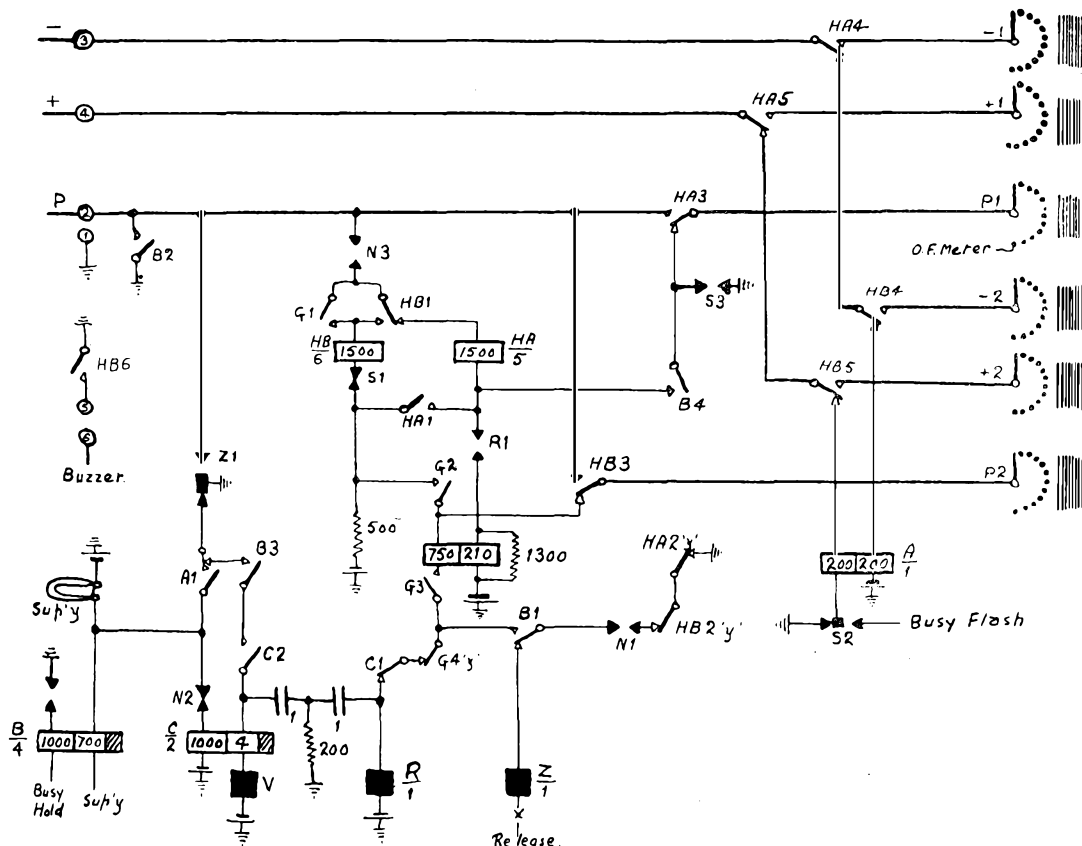 − 3 HA4 −1
+ 4 HA5 +1
P 2 HA3 P1
1
B2 N3 O.F. Meter
G1 HB1 S3 HB4 −2
HB/6 1500 1500 HA/5
HB6 S1 HB5 +2
HA1 B4
5
6 Z1 R1
Buzzer. G2 HB3 P2
500 750 210 1300 HA2'y'
Sup'y A1 B3 G3 200 200 A/1
B1 N1 HB2'y' S2 Busy Flash
C2 C1 G4'y'
N2 1 1
B/4 1000 700 C/2 1000 4 200
V R/1 Z/1
Busy Hold Sup'y
Release.